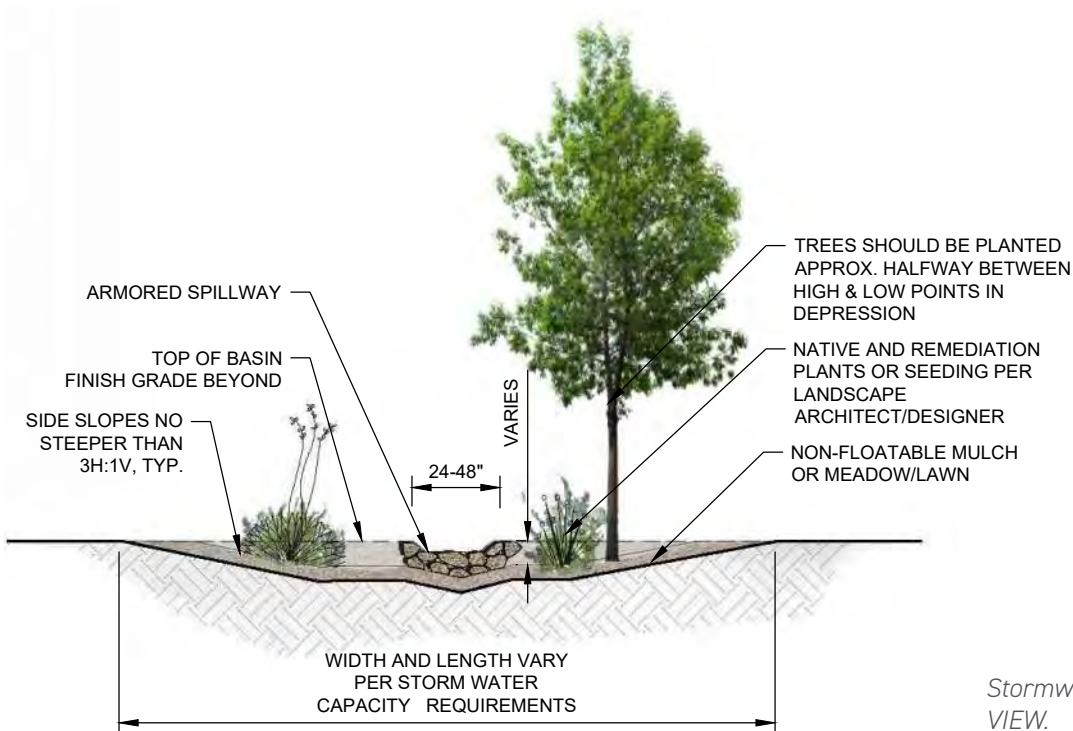 ARMORED SPILLWAY
TOP OF BASIN
FINISH GRADE BEYOND
SIDE SLOPES NO
STEEPER THAN
3H:1V, TYP.
24-48"
VARIES
TREES SHOULD BE PLANTED
APPROX. HALFWAY BETWEEN
HIGH & LOW POINTS IN
DEPRESSION
NATIVE AND REMEDIATION
PLANTS OR SEEDING PER
LANDSCAPE
ARCHITECT/DESIGNER
NON-FLOATABLE MULCH
OR MEADOW/LAWN
WIDTH AND LENGTH VARY
PER STORM WATER
CAPACITY REQUIREMENTS
Stormw
VIEW.